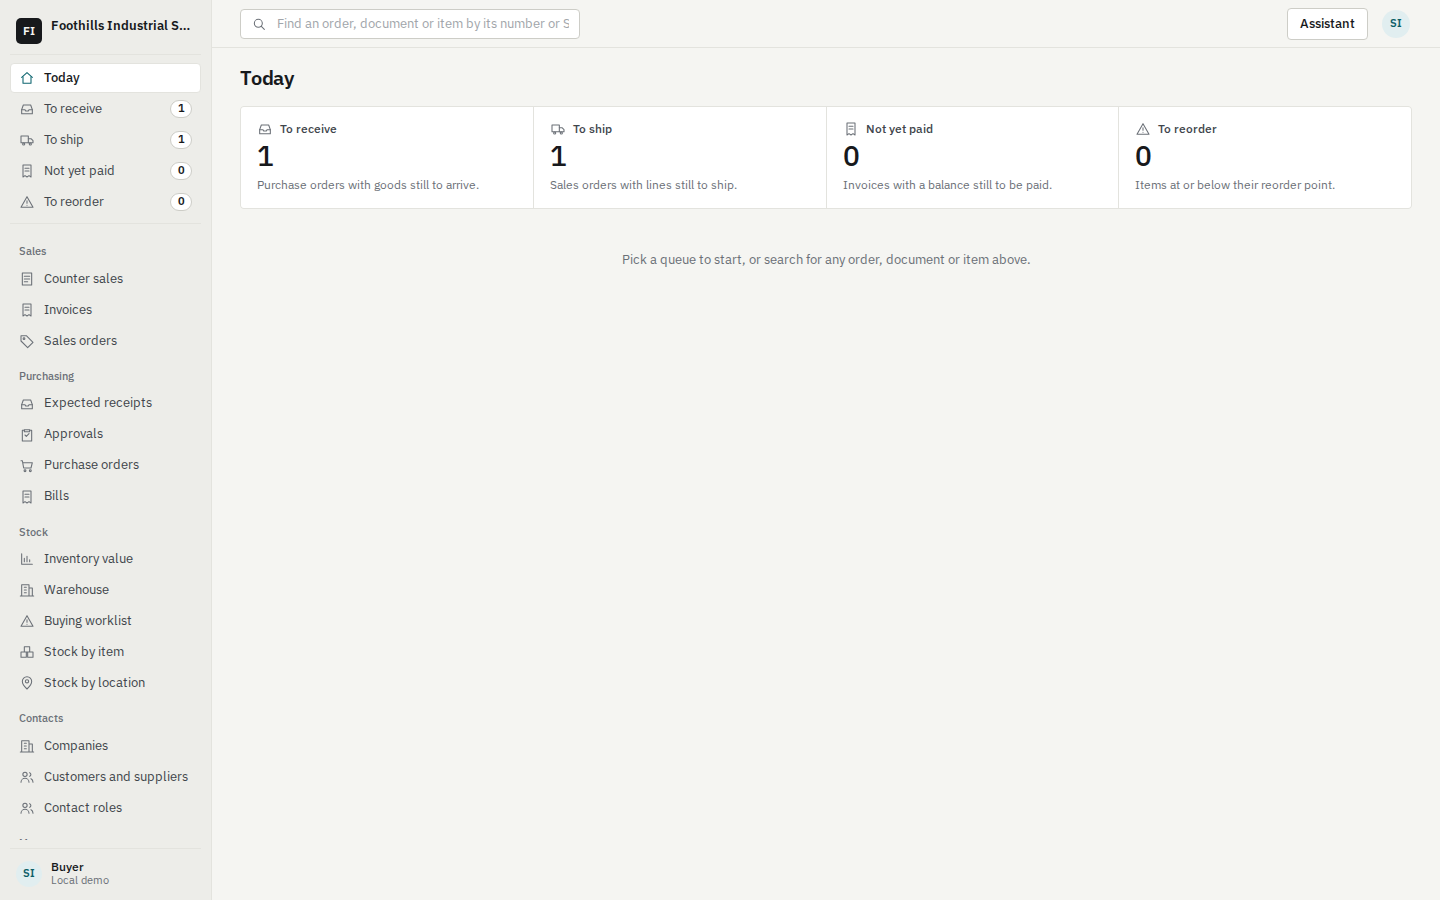 FI Foothills Industrial S...
Find an order, document or item by its number or S
Assistant
SI
Today
To receive 1
To ship 1
Not yet paid 0
To reorder 0
Sales
Counter sales
Invoices
Sales orders
Purchasing
Expected receipts
Approvals
Purchase orders
Bills
Stock
Inventory value
Warehouse
Buying worklist
Stock by item
Stock by location
Contacts
Companies
Customers and suppliers
Contact roles
SI
Buyer
Local demo
Today
To receive
1
Purchase orders with goods still to arrive.
To ship
1
Sales orders with lines still to ship.
Not yet paid
0
Invoices with a balance still to be paid.
To reorder
0
Items at or below their reorder point.
Pick a queue to start, or search for any order, document or item above.